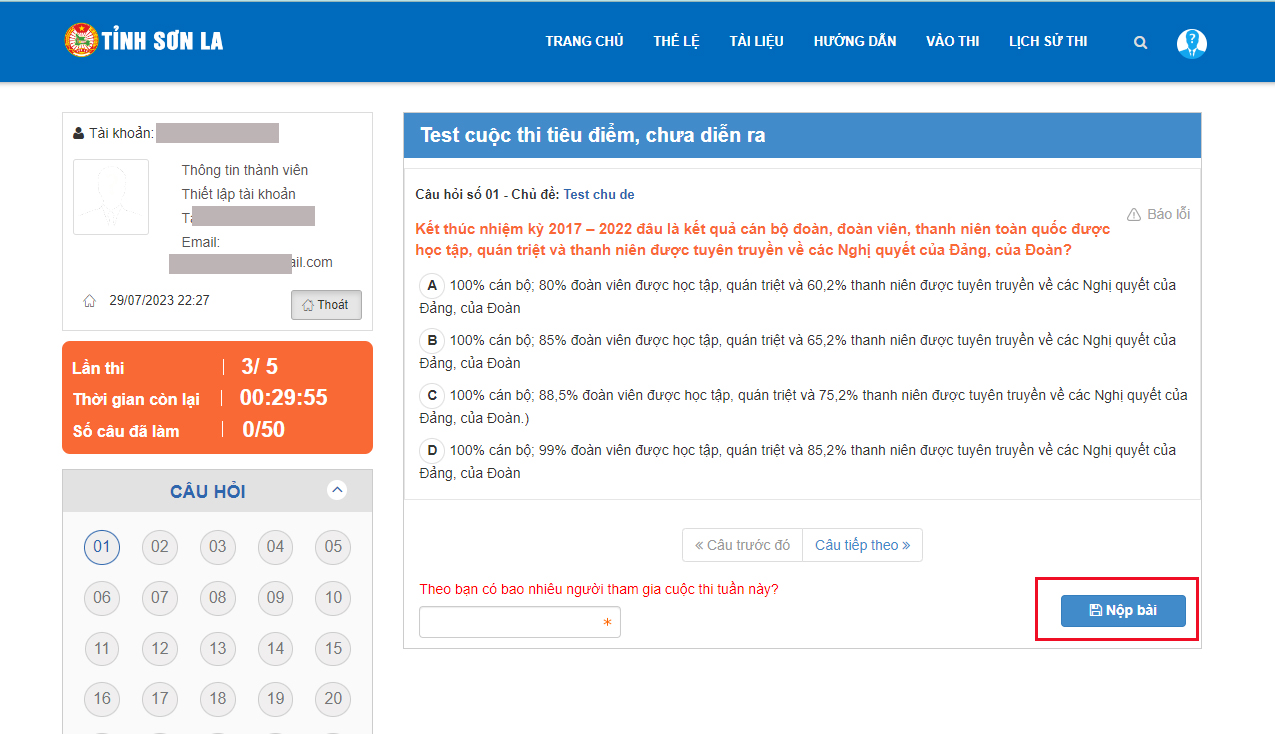 TỈNH SƠN LA
TRANG CHỦ THỂ LỆ TÀI LIỆU HƯỚNG DẪN VÀO THI LỊCH SỬ THI
Tài khoản:
Thông tin thành viên
Thiết lập tài khoản
Email:
ail.com
29/07/2023 22:27
Thoát
Lần thi 3/ 5
Thời gian còn lại 00:29:55
Số câu đã làm 0/50
CÂU HỎI
01 02 03 04 05
06 07 08 09 10
11 12 13 14 15
16 17 18 19 20
Test cuộc thi tiêu điểm, chưa diễn ra
Câu hỏi số 01 - Chủ đề: Test chu de
Báo lỗi
Kết thúc nhiệm kỳ 2017 – 2022 đâu là kết quả cán bộ đoàn, đoàn viên, thanh niên toàn quốc được
học tập, quán triệt và thanh niên được tuyên truyền về các Nghị quyết của Đảng, của Đoàn?
A 100% cán bộ; 80% đoàn viên được học tập, quán triệt và 60,2% thanh niên được tuyên truyền về các Nghị quyết của
Đảng, của Đoàn
B 100% cán bộ; 85% đoàn viên được học tập, quán triệt và 65,2% thanh niên được tuyên truyền về các Nghị quyết của
Đảng, của Đoàn
C 100% cán bộ; 88,5% đoàn viên được học tập, quán triệt và 75,2% thanh niên được tuyên truyền về các Nghị quyết của
Đảng, của Đoàn.)
D 100% cán bộ; 99% đoàn viên được học tập, quán triệt và 85,2% thanh niên được tuyên truyền về các Nghị quyết của
Đảng, của Đoàn
« Câu trước đó Câu tiếp theo »
Theo bạn có bao nhiêu người tham gia cuộc thi tuần này?
*
Nộp bài